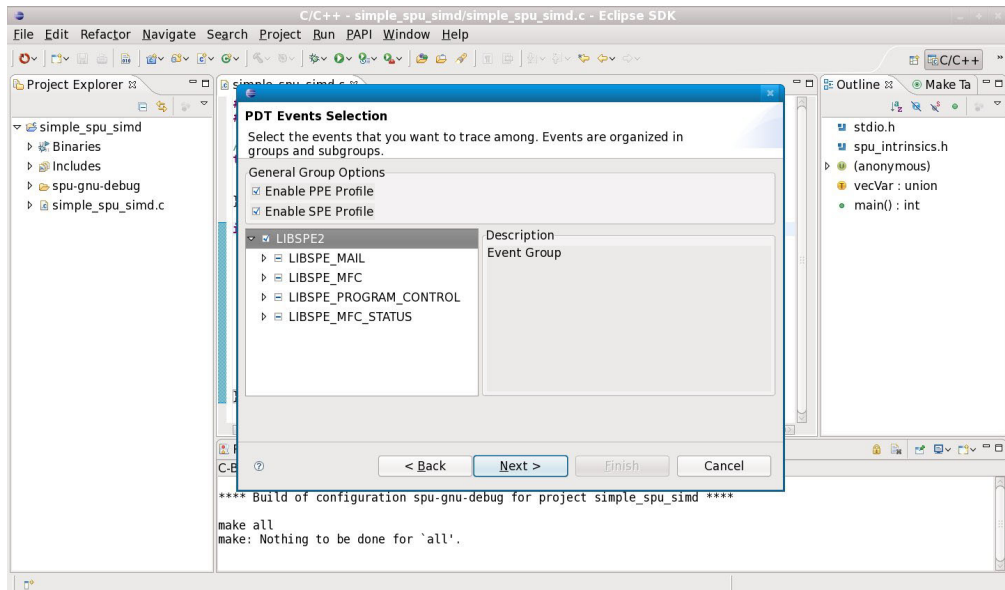 C/C++ - simple_spu_simd/simple_spu_simd.c - Eclipse SDK
File Edit Refactor Navigate Search Project Run PAPI Window Help
C/C++ »
Project Explorer
simple_spu_simd
Binaries
Includes
spu-gnu-debug
simple_spu_simd.c
PDT Events Selection
Select the events that you want to trace among. Events are organized in
groups and subgroups.
General Group Options
Enable PPE Profile
Enable SPE Profile
LIBSPE2
LIBSPE_MAIL
LIBSPE_MFC
LIBSPE_PROGRAM_CONTROL
LIBSPE_MFC_STATUS
Description
Event Group
< Back
Next >
Finish
Cancel
Outline
Make Ta
stdio.h
spu_intrinsics.h
(anonymous)
vecVar : union
main() : int
C-B
**** Build of configuration spu-gnu-debug for project simple_spu_simd ****
make all
make: Nothing to be done for `all'.